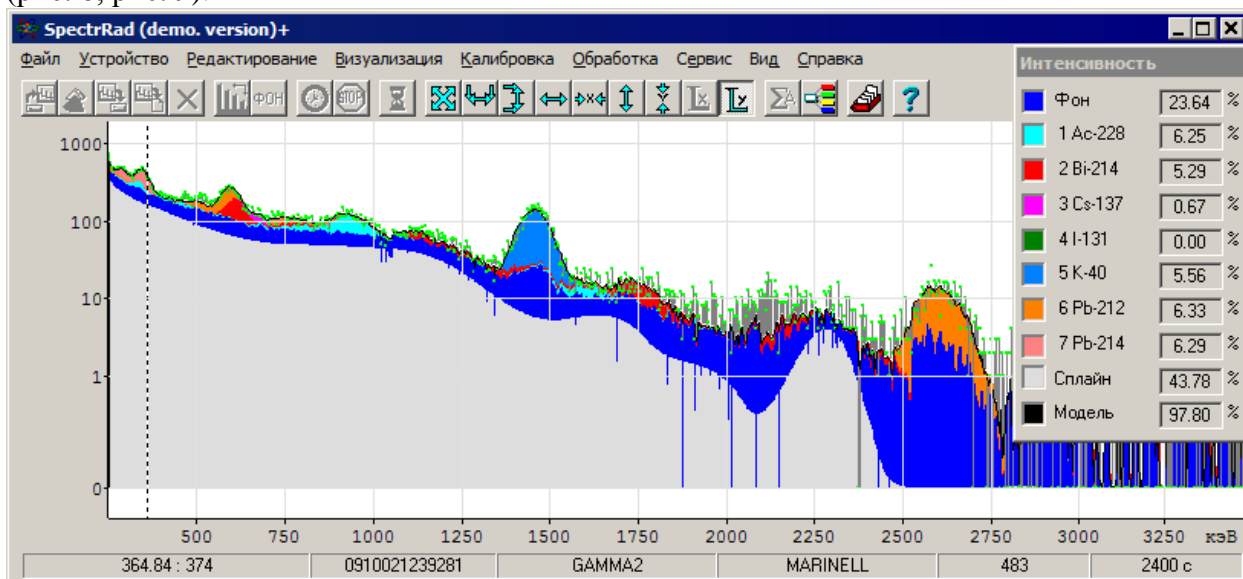 SpectrRad (demo. version)+
Файл Устройство Редактирование Визуализация Калибровка Обработка Сервис Вид Справка
ФОН STOP ?
Интенсивность
Фон 23.64 %
1 Ac-228 6.25 %
2 Bi-214 5.29 %
3 Cs-137 0.67 %
4 I-131 0.00 %
5 K-40 5.56 %
6 Pb-212 6.33 %
7 Pb-214 6.29 %
Сплайн 43.78 %
Модель 97.80 %
1000
100
10
1
0
500 750 1000 1250 1500 1750 2000 2250 2500 2750 3000 3250 кэВ
364.84 : 374 0910021239281 GAMMA2 MARINELL 483 2400 с